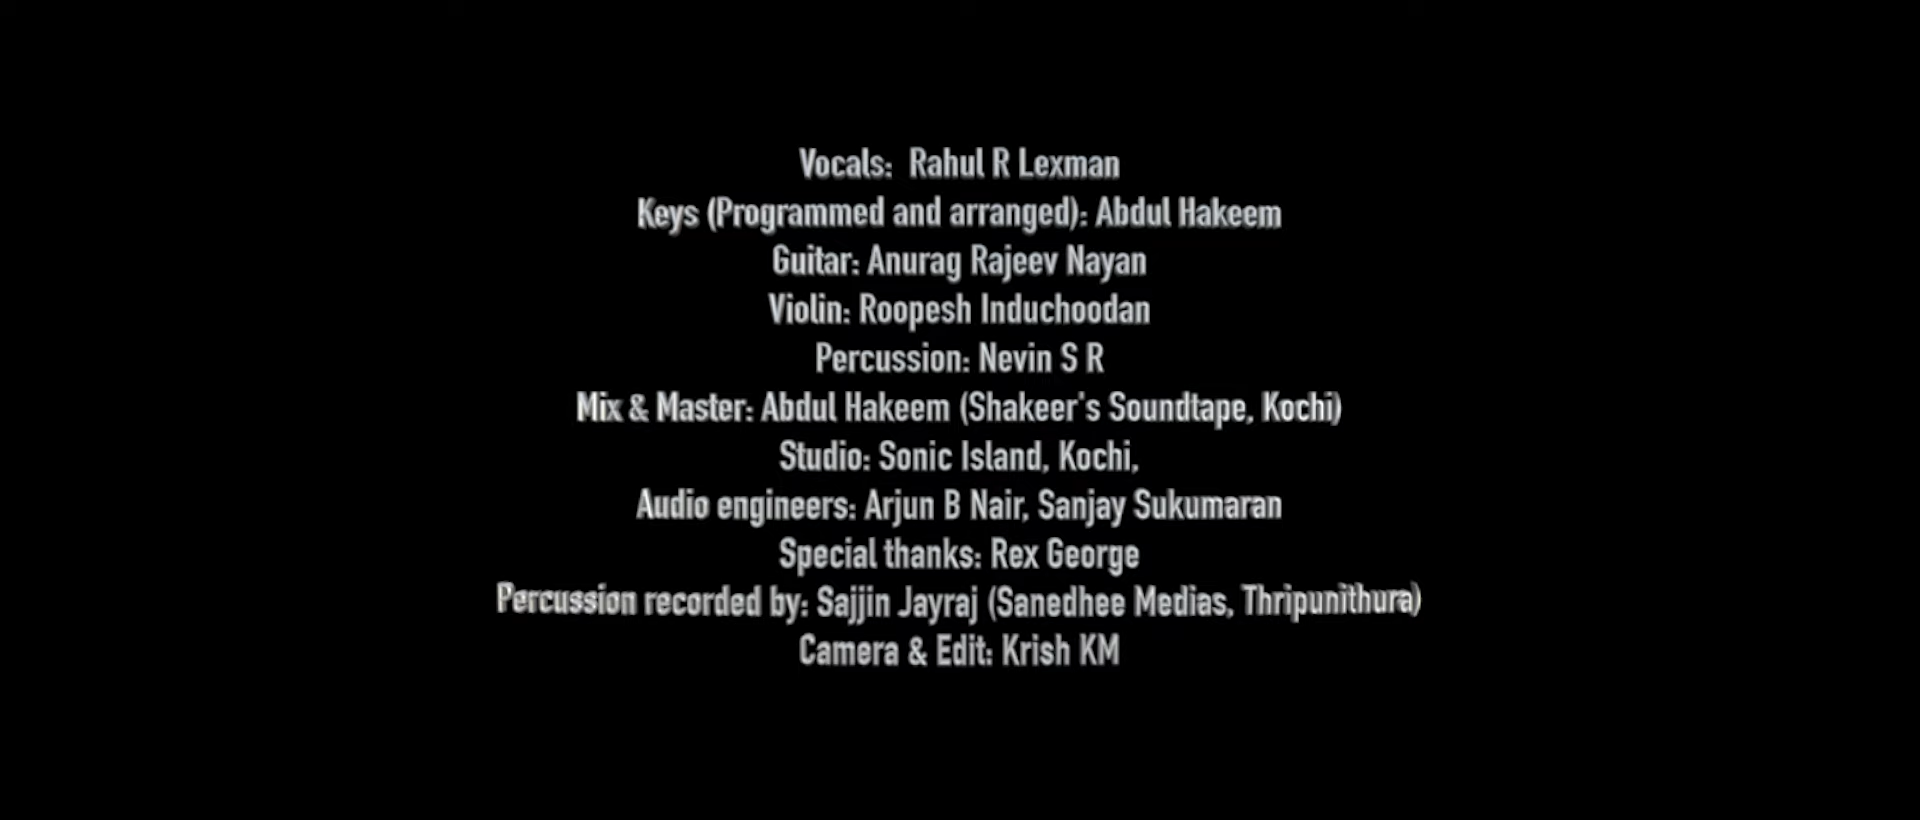 Vocals:  Rahul R Lexman
Keys (Programmed and arranged): Abdul Hakeem
Guitar: Anurag Rajeev Nayan
Violin: Roopesh Induchoodan
Percussion: Nevin S R
Mix & Master: Abdul Hakeem (Shakeer's Soundtape, Kochi)
Studio: Sonic Island, Kochi,
Audio engineers: Arjun B Nair, Sanjay Sukumaran
Special thanks: Rex George
Percussion recorded by: Sajjin Jayraj (Sanedhee Medias, Thripunithura)
Camera & Edit: Krish KM